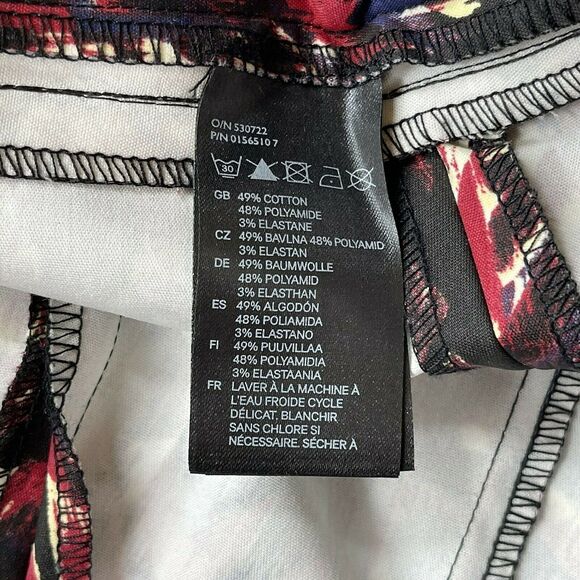 O/N 530722
P/N 0156510 7
30
GB 49% COTTON
48% POLYAMIDE
3% ELASTANE
CZ 49% BAVLNA 48% POLYAMID
3% ELASTAN
DE 49% BAUMWOLLE
48% POLYAMID
3% ELASTHAN
ES 49% ALGODÓN
48% POLIAMIDA
3% ELASTANO
FI 49% PUUVILLAA
48% POLYAMIDIA
3% ELASTAANIA
FR LAVER À LA MACHINE À
L'EAU FROIDE CYCLE
DÉLICAT. BLANCHIR
SANS CHLORE SI
NÉCESSAIRE. SÉCHER À